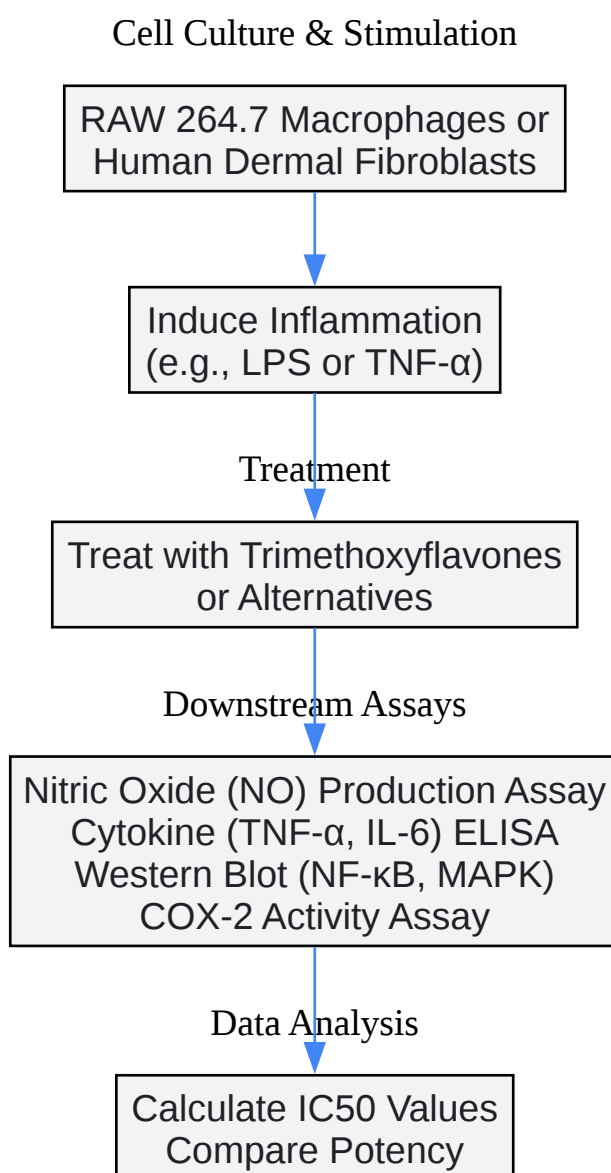 Cell Culture & Stimulation
RAW 264.7 Macrophages or
Human Dermal Fibroblasts
Induce Inflammation
(e.g., LPS or TNF-α)
Treatment
Treat with Trimethoxyflavones
or Alternatives
Downstream Assays
Nitric Oxide (NO) Production Assay
Cytokine (TNF-α, IL-6) ELISA
Western Blot (NF-κB, MAPK)
COX-2 Activity Assay
Data Analysis
Calculate IC50 Values
Compare Potency